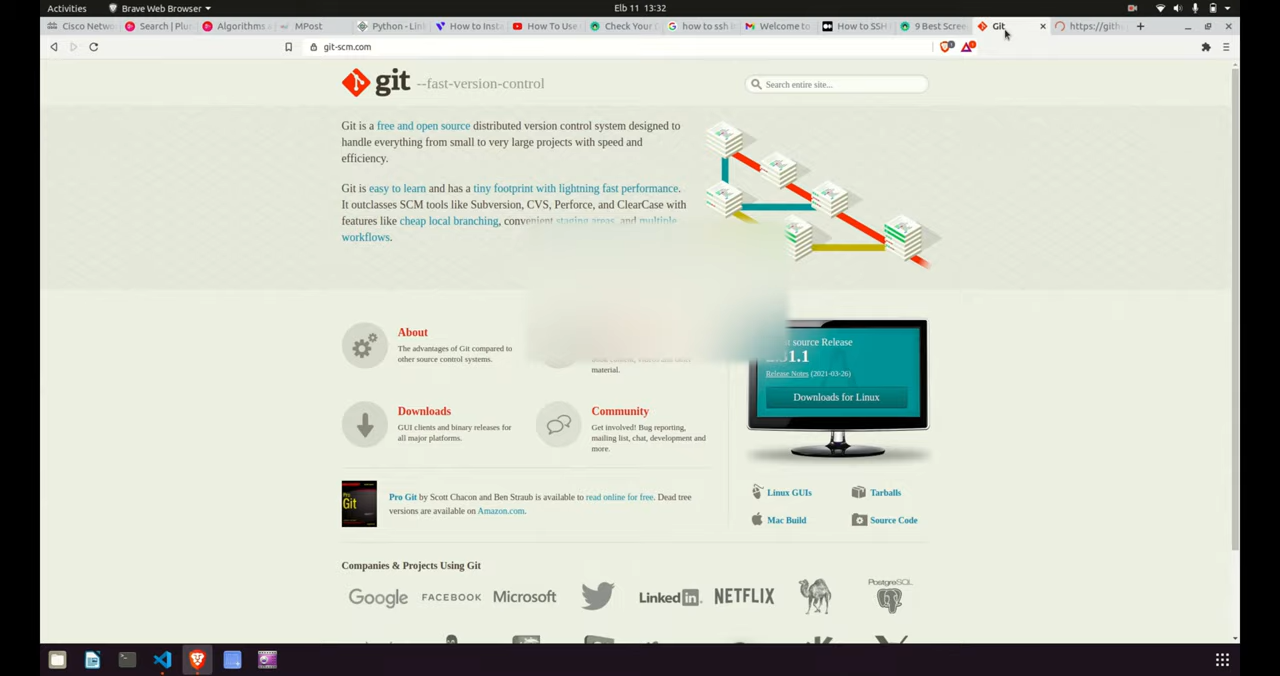 Activities Brave Web Browser Elb 11 13:32
Cisco Netwo Search | Plur Algorithms MPost Python - Lin How to Inst How To Use Check Your how to ssh i Welcome to How to SSH 9 Best Scree Git https://gith
git-scm.com
git --fast-version-control
Search entire site...
Git is a free and open source distributed version control system designed to
handle everything from small to very large projects with speed and
efficiency.
Git is easy to learn and has a tiny footprint with lightning fast performance.
It outclasses SCM tools like Subversion, CVS, Perforce, and ClearCase with
features like cheap local branching, convenient staging areas, and multiple
workflows.
About
The advantages of Git compared to
other source control systems.
material.
Downloads
GUI clients and binary releases for
all major platforms.
Community
Get involved! Bug reporting,
mailing list, chat, development and
more.
source Release
31.1
Release Notes (2021-03-26)
Downloads for Linux
Pro Git by Scott Chacon and Ben Straub is available to read online for free. Dead tree
versions are available on Amazon.com.
Pro
Git
Linux GUIs Tarballs
Mac Build Source Code
Companies & Projects Using Git
Google FACEBOOK Microsoft Linked in NETFLIX PostgreSQL